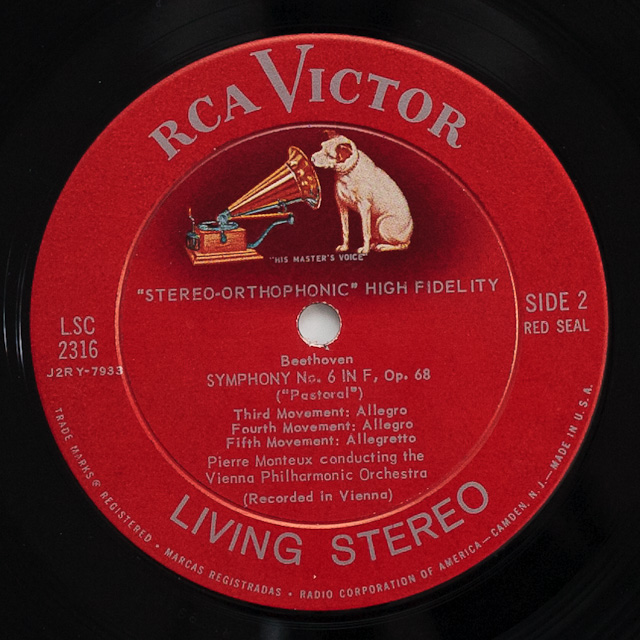 RCA VICTOR
"HIS MASTER'S VOICE"
"STEREO-ORTHOPHONIC" HIGH FIDELITY
LSC
2316
J2RY-7933
SIDE 2
RED SEAL
Beethoven
SYMPHONY No. 6 IN F, Op. 68
("Pastoral")
Third Movement: Allegro
Fourth Movement: Allegro
Fifth Movement: Allegretto
Pierre Monteux conducting the
Vienna Philharmonic Orchestra
(Recorded in Vienna)
LIVING STEREO
TRADE MARKS ® REGISTERED • MARCAS REGISTRADAS • RADIO CORPORATION OF AMERICA—CAMDEN, N. J.—MADE IN U.S.A.